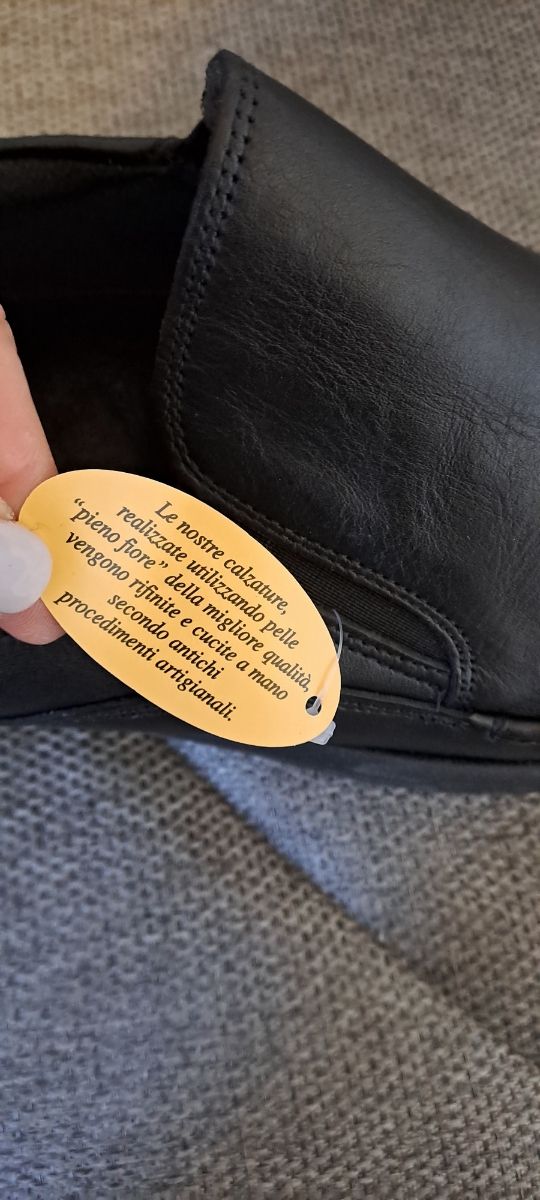 Le nostre calzature,
realizzate utilizzando pelle
“pieno fiore” della migliore qualità,
vengono rifinite e cucite a mano
secondo antichi
procedimenti artigianali.